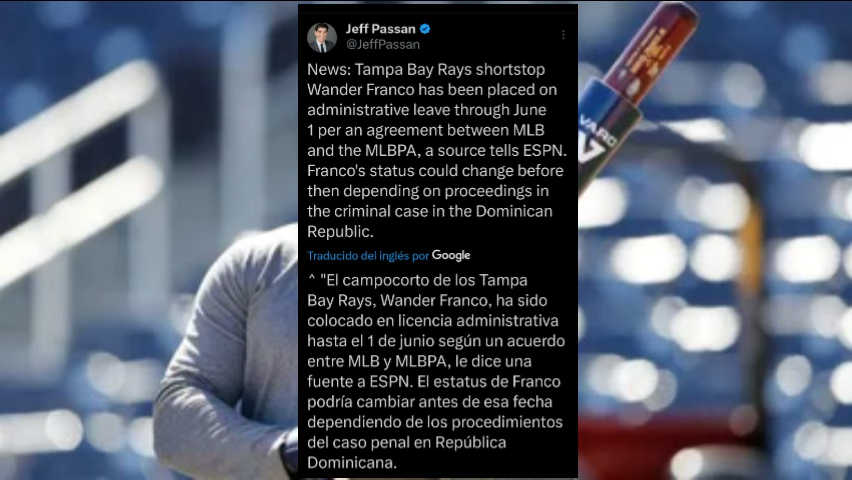 Jeff Passan
@JeffPassan
News: Tampa Bay Rays shortstop
Wander Franco has been placed on
administrative leave through June
1 per an agreement between MLB
and the MLBPA, a source tells ESPN.
Franco's status could change before
then depending on proceedings in
the criminal case in the Dominican
Republic.
Traducido del inglés por Google
^ "El campocorto de los Tampa
Bay Rays, Wander Franco, ha sido
colocado en licencia administrativa
hasta el 1 de junio según un acuerdo
entre MLB y MLBPA, le dice una
fuente a ESPN. El estatus de Franco
podría cambiar antes de esa fecha
dependiendo de los procedimientos
del caso penal en República
Dominicana.